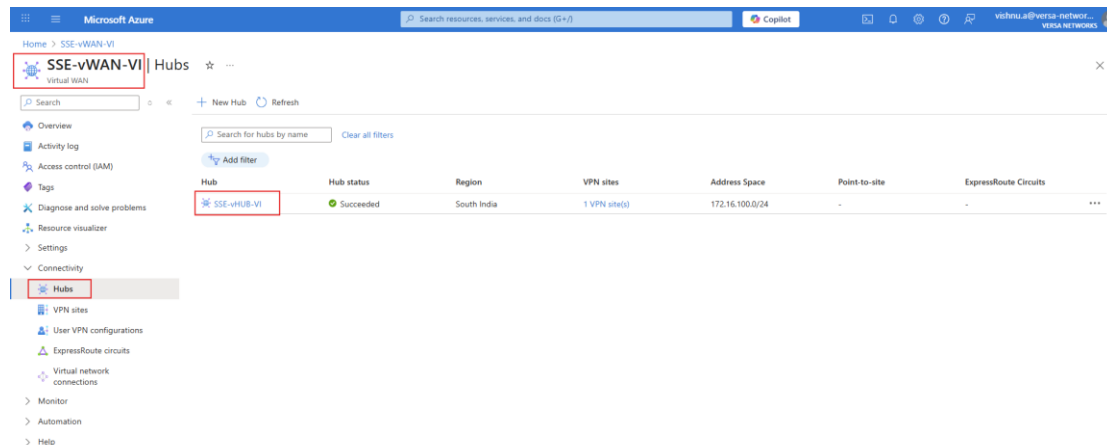 Microsoft Azure
Search resources, services, and docs (G+/)
Copilot
vishnu.a@versa-networ...
VERSA NETWORKS
Home > SSE-vWAN-VI
SSE-vWAN-VI | Hubs
Virtual WAN
Search
New Hub Refresh
Overview
Activity log
Access control (IAM)
Tags
Diagnose and solve problems
Resource visualizer
Settings
Connectivity
Hubs
VPN sites
User VPN configurations
ExpressRoute circuits
Virtual network
connections
Monitor
Automation
Help
Search for hubs by name Clear all filters
Add filter
Hub Hub status Region VPN sites Address Space Point-to-site ExpressRoute Circuits
SSE-vHUB-VI Succeeded South India 1 VPN site(s) 172.16.100.0/24 - -